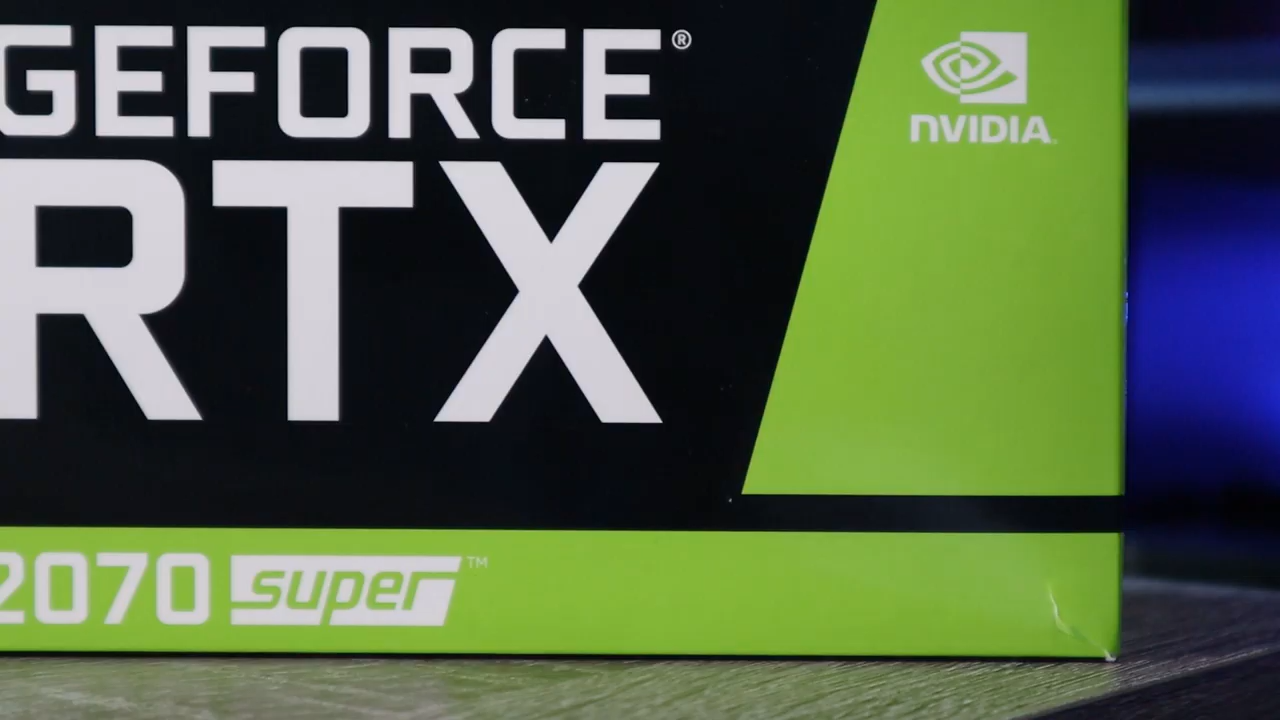 GEFORCE®
RTX
nVIDIA.
2070 super™